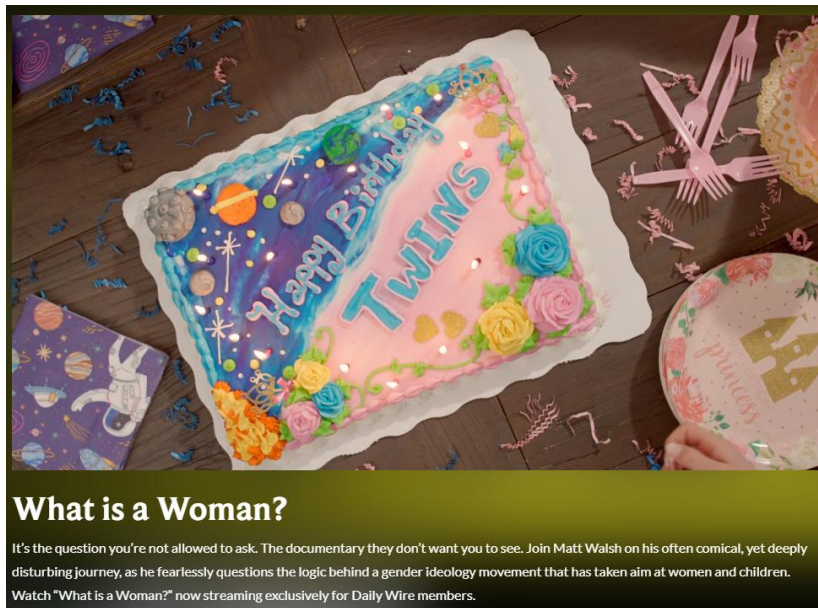 Happy Birthday
TWINS
princess
What is a Woman?
It's the question you're not allowed to ask. The documentary they don't want you to see. Join Matt Walsh on his often comical, yet deeply
disturbing journey, as he fearlessly questions the logic behind a gender ideology movement that has taken aim at women and children.
Watch "What is a Woman?" now streaming exclusively for Daily Wire members.